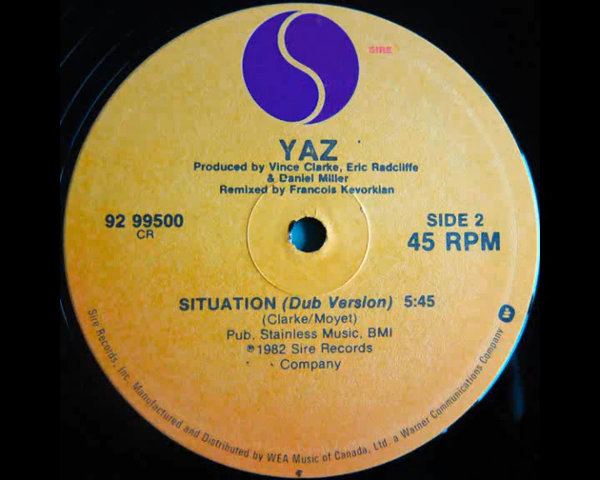 SIRE
YAZ
Produced by Vince Clarke, Eric Radcliffe
& Daniel Miller
Remixed by Francois Kevorkian
92 99500
CR
SIDE 2
45 RPM
SITUATION (Dub Version) 5:45
(Clarke/Moyet)
Pub. Stainless Music, BMI
℗1982 Sire Records
Company
Sire Records, Inc. Manufactured and Distributed by WEA Music of Canada, Ltd. a Warner Communications Company